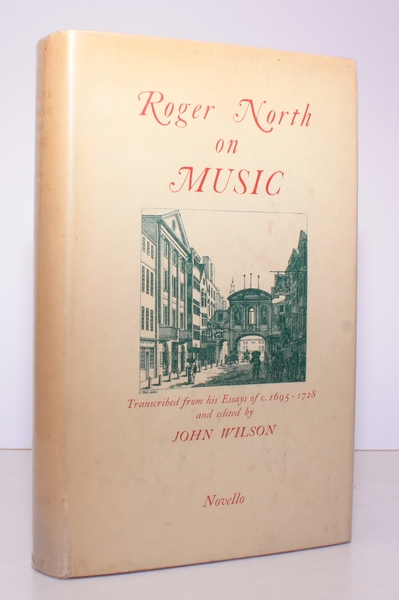 Roger North
on
MUSIC
Transcribed from his Essays of c. 1695-1728
and edited by
JOHN WILSON
Novello